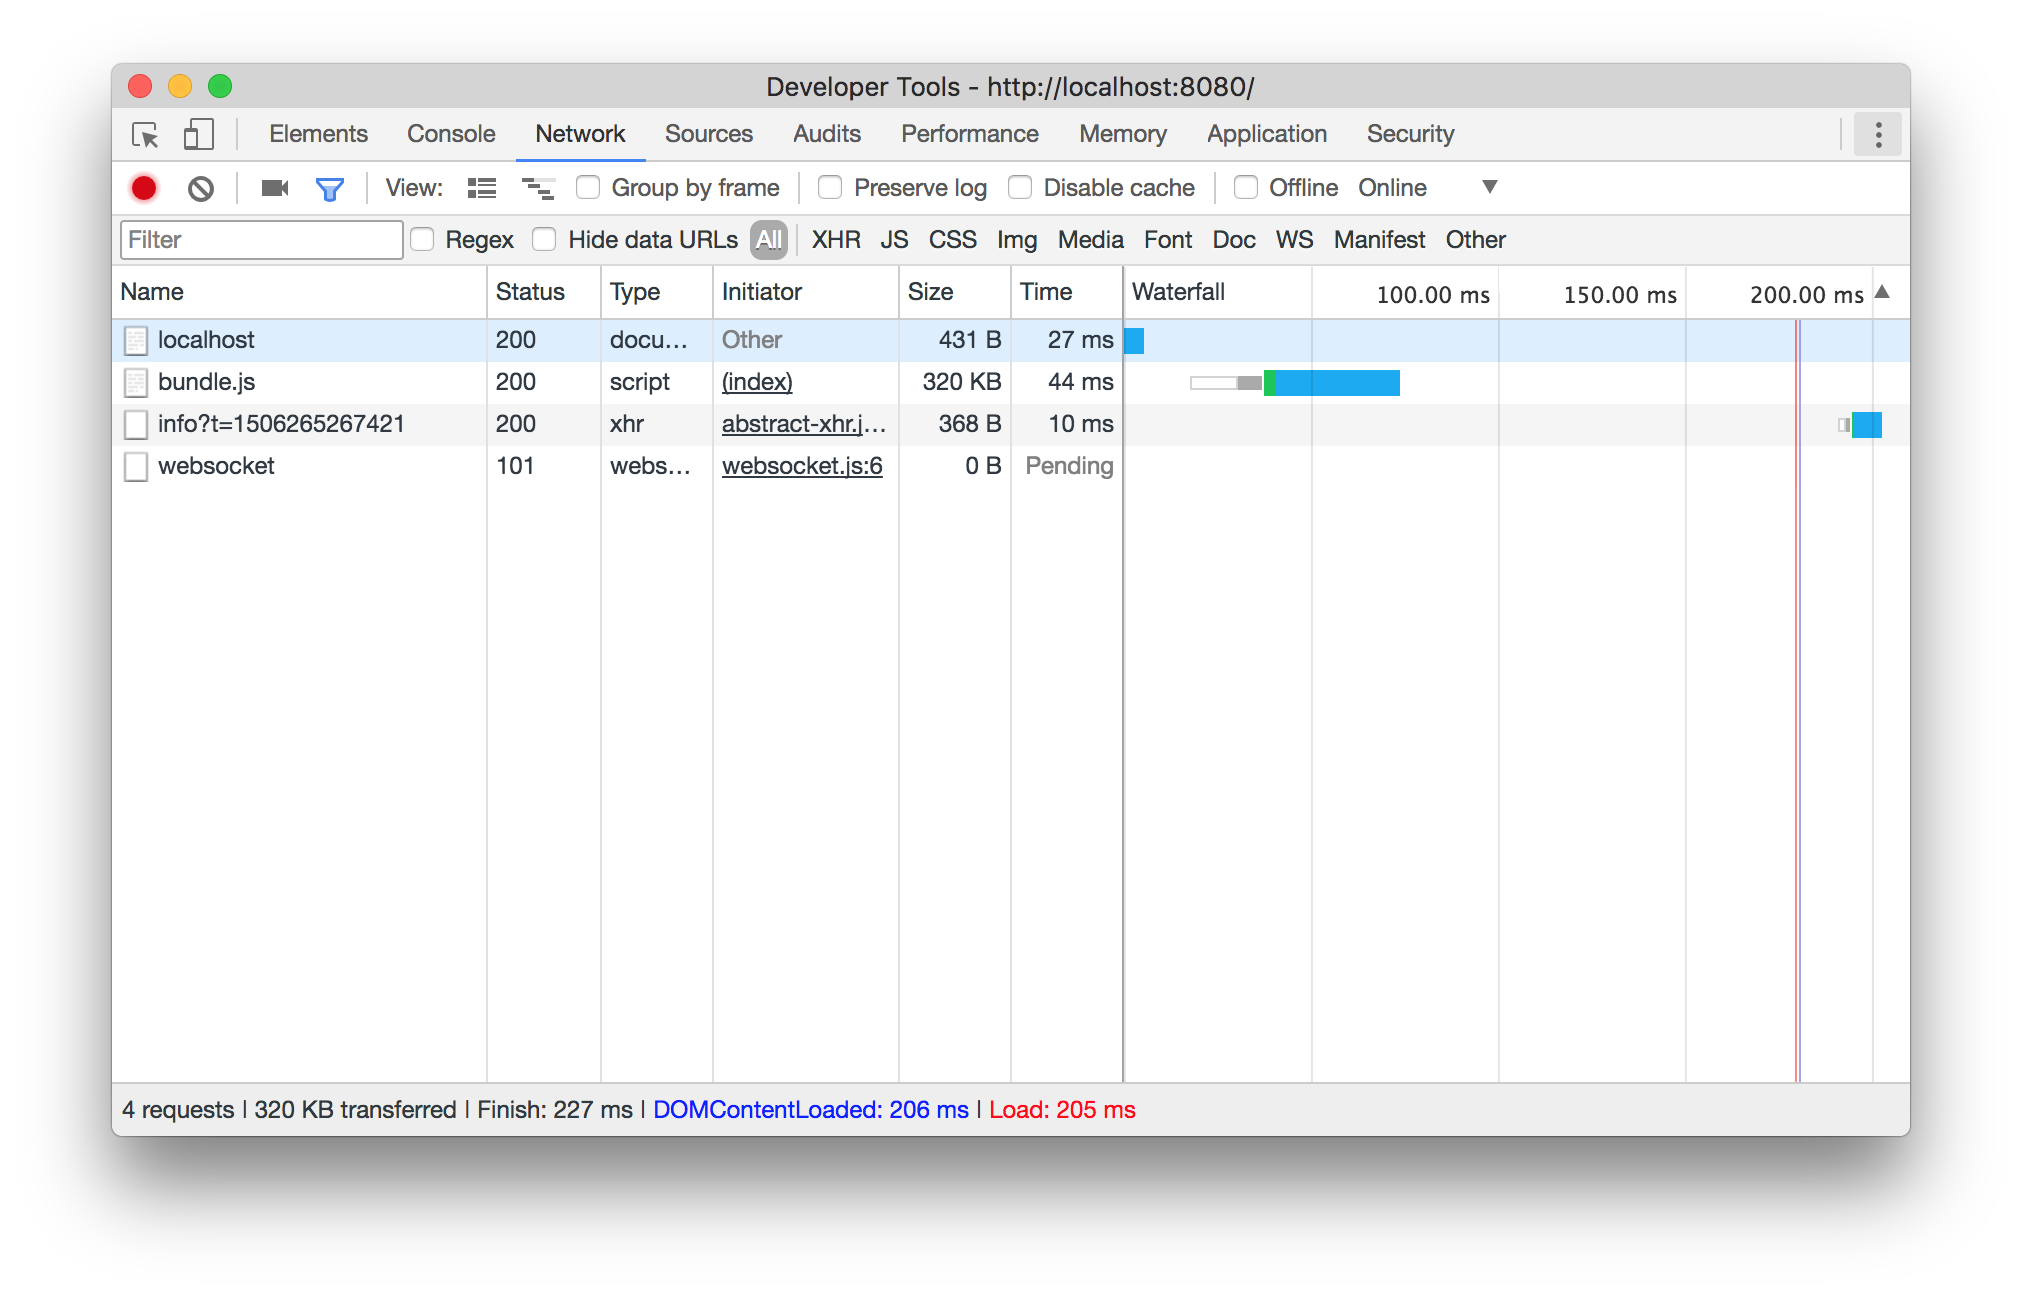 Developer Tools - http://localhost:8080/
Elements Console Network Sources Audits Performance Memory Application Security
View: Group by frame Preserve log Disable cache Offline Online
Filter Regex Hide data URLs All XHR JS CSS Img Media Font Doc WS Manifest Other
Name Status Type Initiator Size Time Waterfall 100.00 ms 150.00 ms 200.00 ms
localhost 200 docu... Other 431 B 27 ms
bundle.js 200 script (index) 320 KB 44 ms
info?t=1506265267421 200 xhr abstract-xhr.j... 368 B 10 ms
websocket 101 webs... websocket.js:6 0 B Pending
4 requests | 320 KB transferred | Finish: 227 ms | DOMContentLoaded: 206 ms | Load: 205 ms